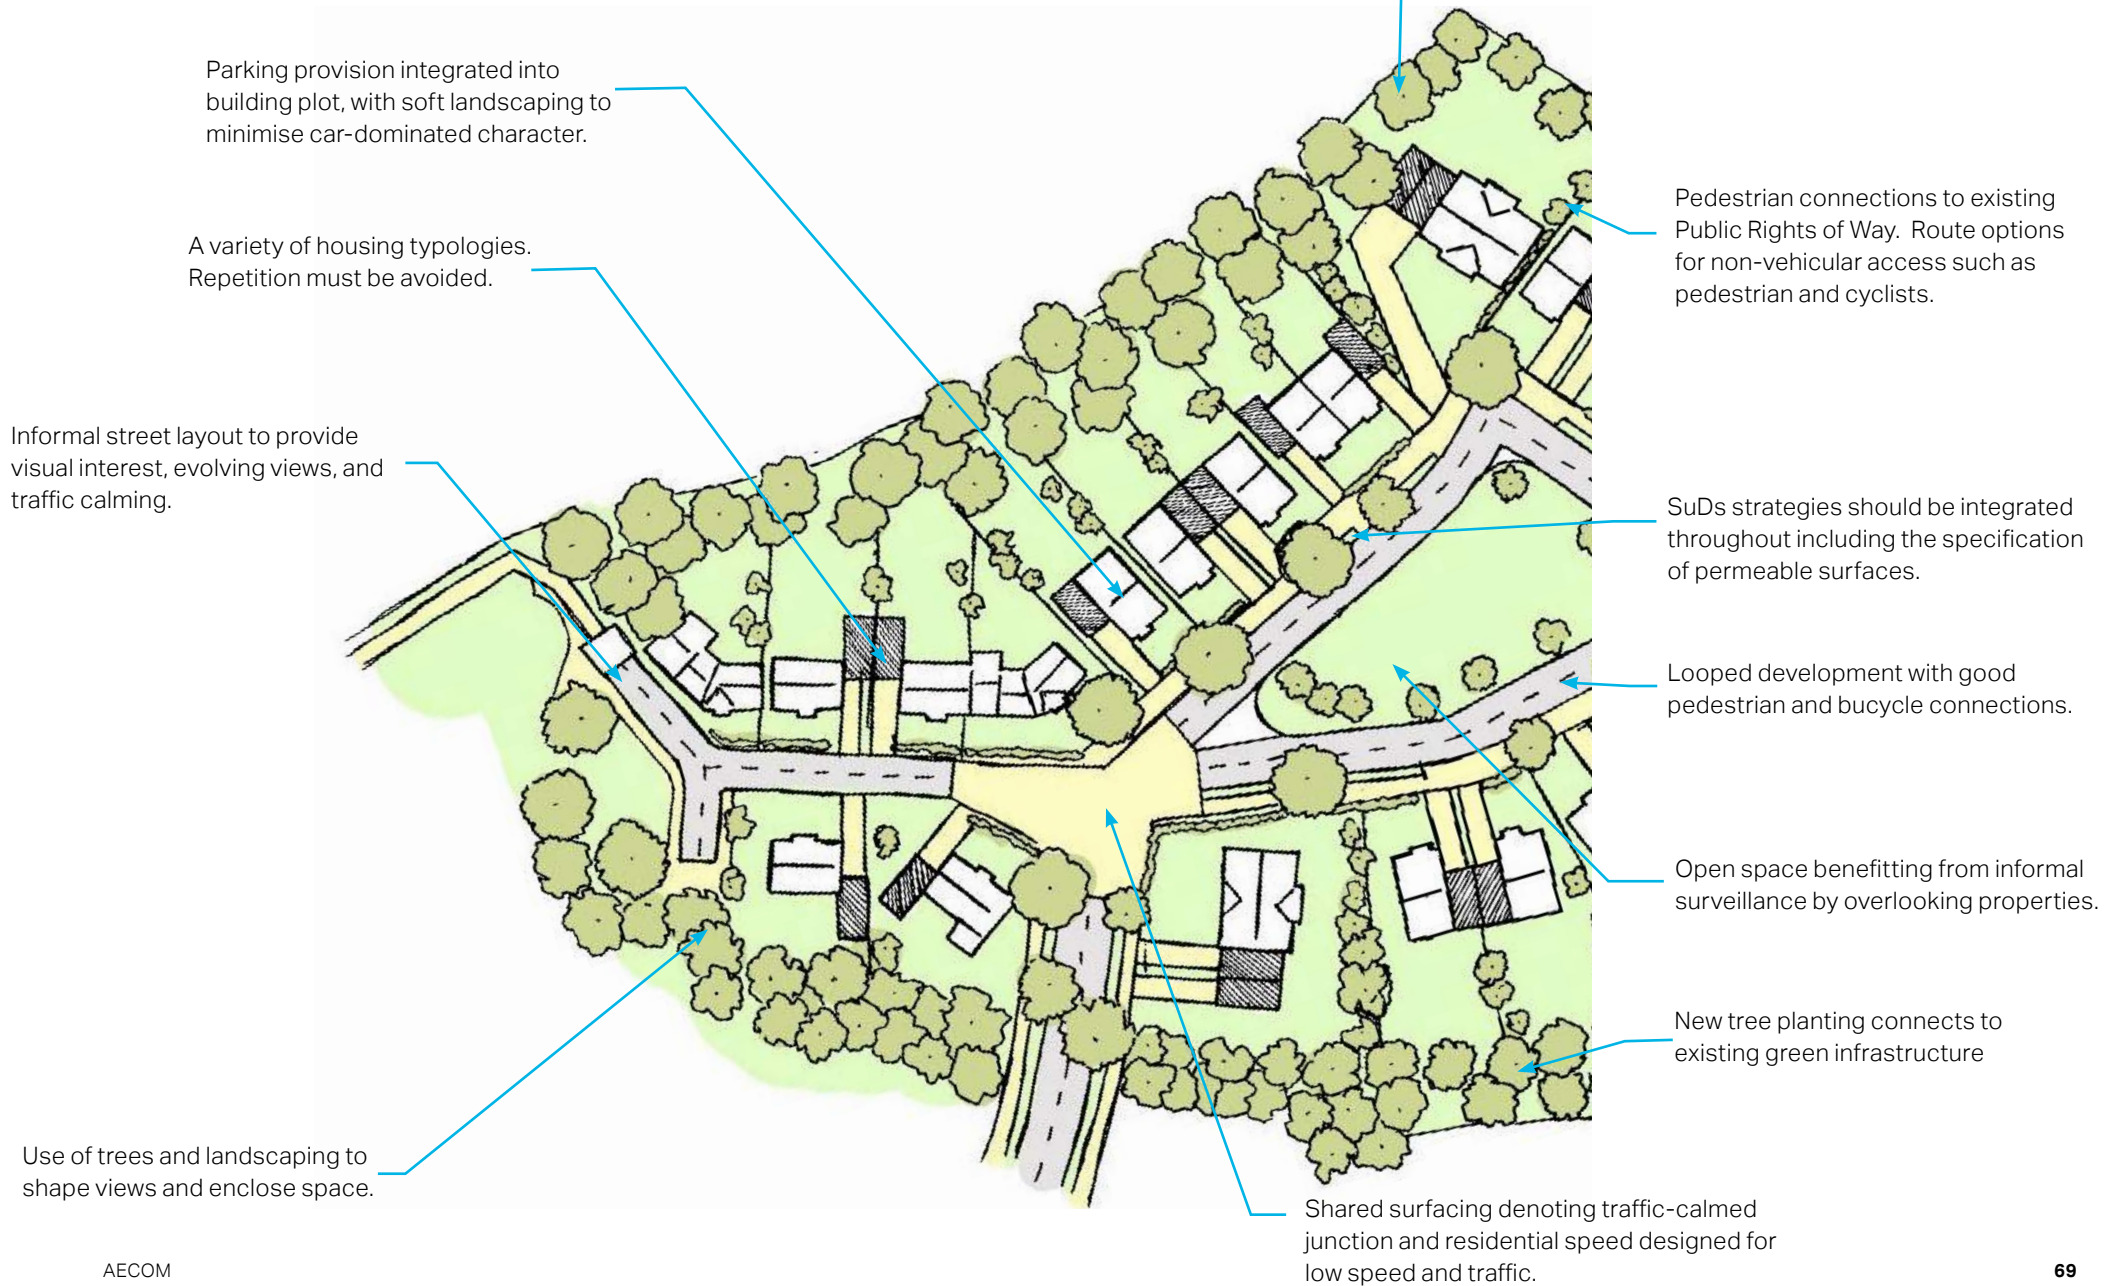 Parking provision integrated into
building plot, with soft landscaping to
minimise car-dominated character.
A variety of housing typologies.
Repetition must be avoided.
Informal street layout to provide
visual interest, evolving views, and
traffic calming.
Use of trees and landscaping to
shape views and enclose space.
Pedestrian connections to existing
Public Rights of Way. Route options
for non-vehicular access such as
pedestrian and cyclists.
SuDs strategies should be integrated
throughout including the specification
of permeable surfaces.
Looped development with good
pedestrian and bucycle connections.
Open space benefitting from informal
surveillance by overlooking properties.
New tree planting connects to
existing green infrastructure
Shared surfacing denoting traffic-calmed
junction and residential speed designed for
low speed and traffic.
AECOM
69